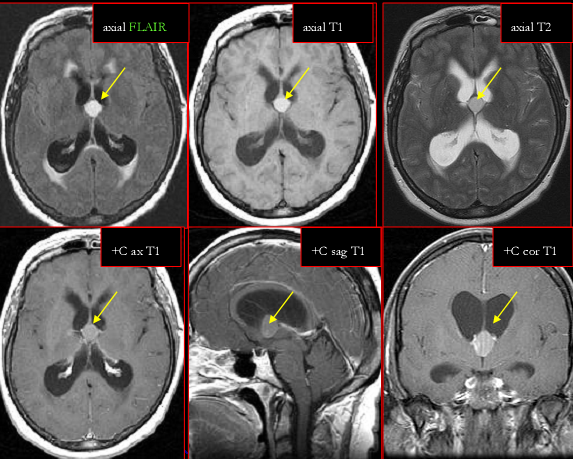 axial FLAIR
axial T1
axial T2
+C ax T1
+C sag T1
+C cor T1